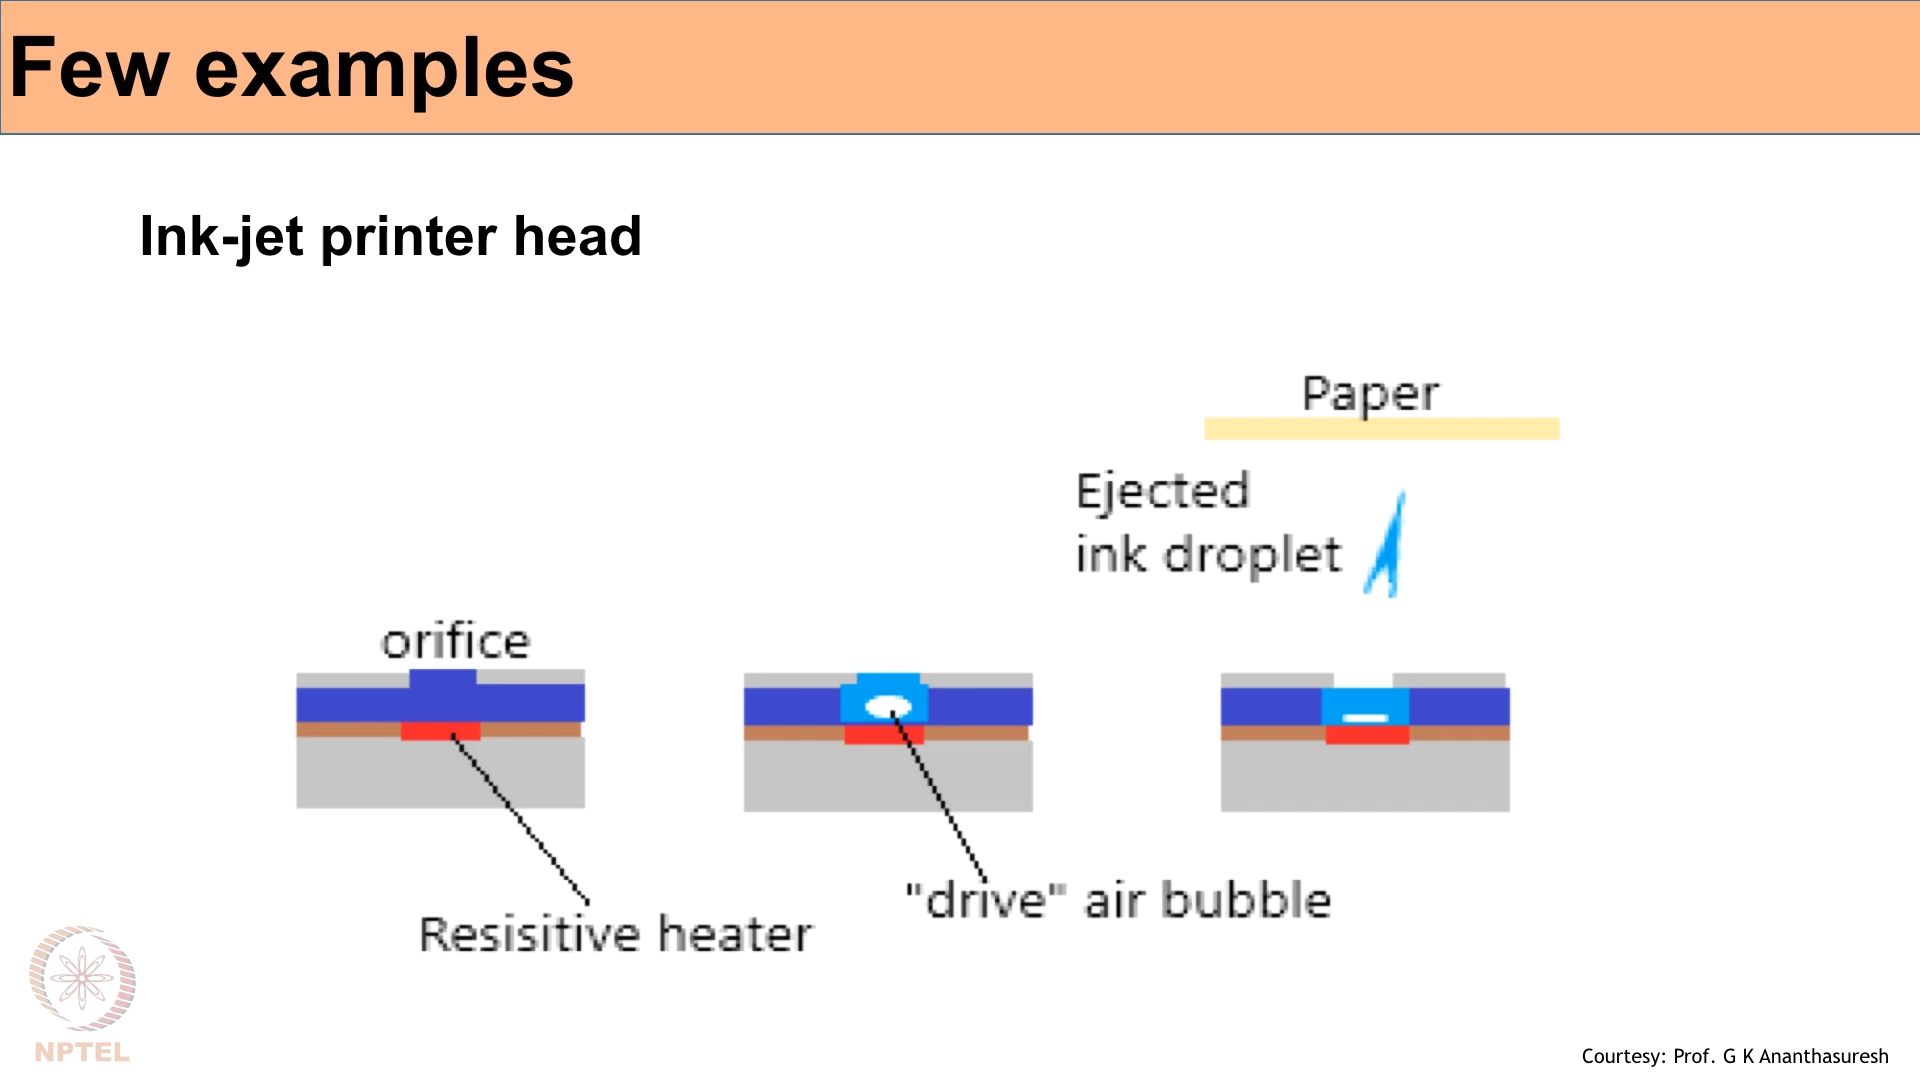 Few examples
Ink-jet printer head
Paper
Ejected
ink droplet
orifice
"drive" air bubble
Resisitive heater
NPTEL
Courtesy: Prof. G K Ananthasuresh